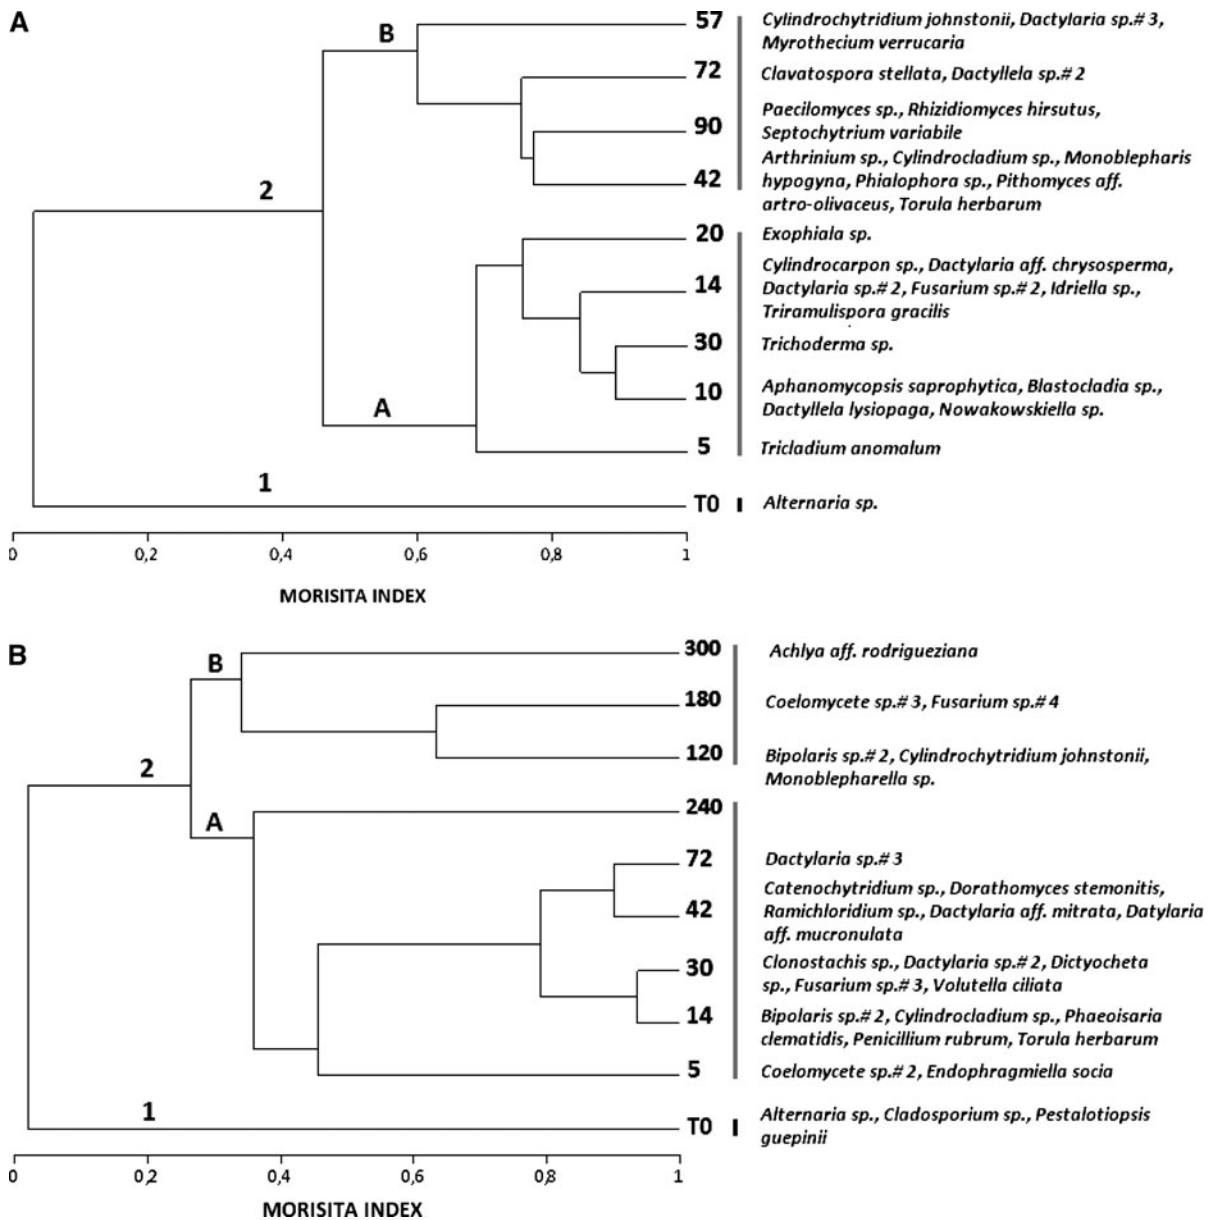 A
B
57
Cylindrochytridium johnstonii, Dactylaria sp.# 3,
Myrothecium verrucaria
72
Clavatospora stellata, Dactyllela sp.# 2
90
Paecilomyces sp., Rhizidiomyces hirsutus,
Septochytrium variabile
42
Arthrinium sp., Cylindrocladium sp., Monoblepharis
hypogyna, Phialophora sp., Pithomyces aff.
artro-olivaceus, Torula herbarum
2
20
Exophiala sp.
14
Cylindrocarpon sp., Dactylaria aff. chrysosperma,
Dactylaria sp.# 2, Fusarium sp.# 2, Idriella sp.,
Triramulispora gracilis
30
Trichoderma sp.
10
Aphanomycopsis saprophytica, Blastocladia sp.,
Dactyllela lysiopaga, Nowakowskiella sp.
A
5
Tricladium anomalum
1
T0
Alternaria sp.
0 0,2 0,4 0,6 0,8 1
MORISITA INDEX
B
B
300
Achlya aff. rodrigueziana
180
Coelomycete sp.# 3, Fusarium sp.# 4
120
Bipolaris sp.# 2, Cylindrochytridium johnstonii,
Monoblepharella sp.
2
A
240
72
Dactylaria sp.# 3
42
Catenochytridium sp., Dorathomyces stemonitis,
Ramichloridium sp., Dactylaria aff. mitrata, Datylaria
aff. mucronulata
30
Clonostachis sp., Dactylaria sp.# 2, Dictyocheta
sp., Fusarium sp.# 3, Volutella ciliata
14
Bipolaris sp.# 2, Cylindrocladium sp., Phaeoisaria
clematidis, Penicillium rubrum, Torula herbarum
5
Coelomycete sp.# 2, Endophragmiella socia
1
T0
Alternaria sp., Cladosporium sp., Pestalotiopsis
guepinii
0 0,2 0,4 0,6 0,8 1
MORISITA INDEX